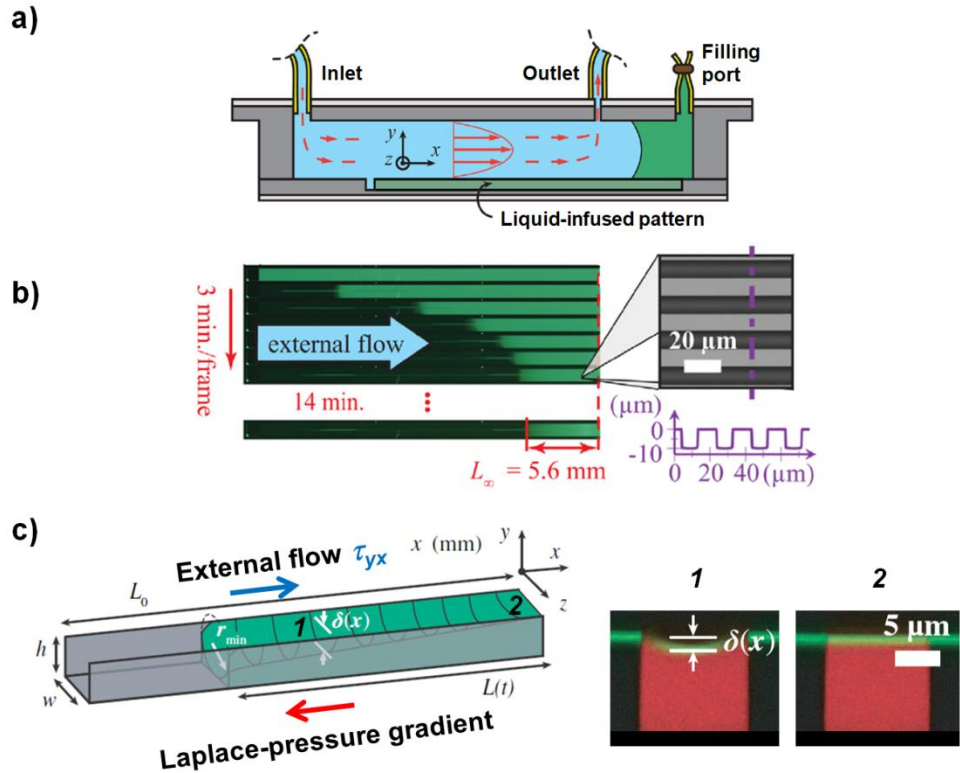 a)
Inlet
Outlet
Filling
port
y
z
x
Liquid-infused pattern
b)
3 min./frame
external flow
14 min.
L∞ = 5.6 mm
20 µm
(µm)
0
-10
0 20 40 (µm)
c)
External flow τyx
x (mm)
y
x
z
L0
h
w
rmin
1
δ(x)
2
L(t)
Laplace-pressure gradient
1
2
δ(x)
5 µm